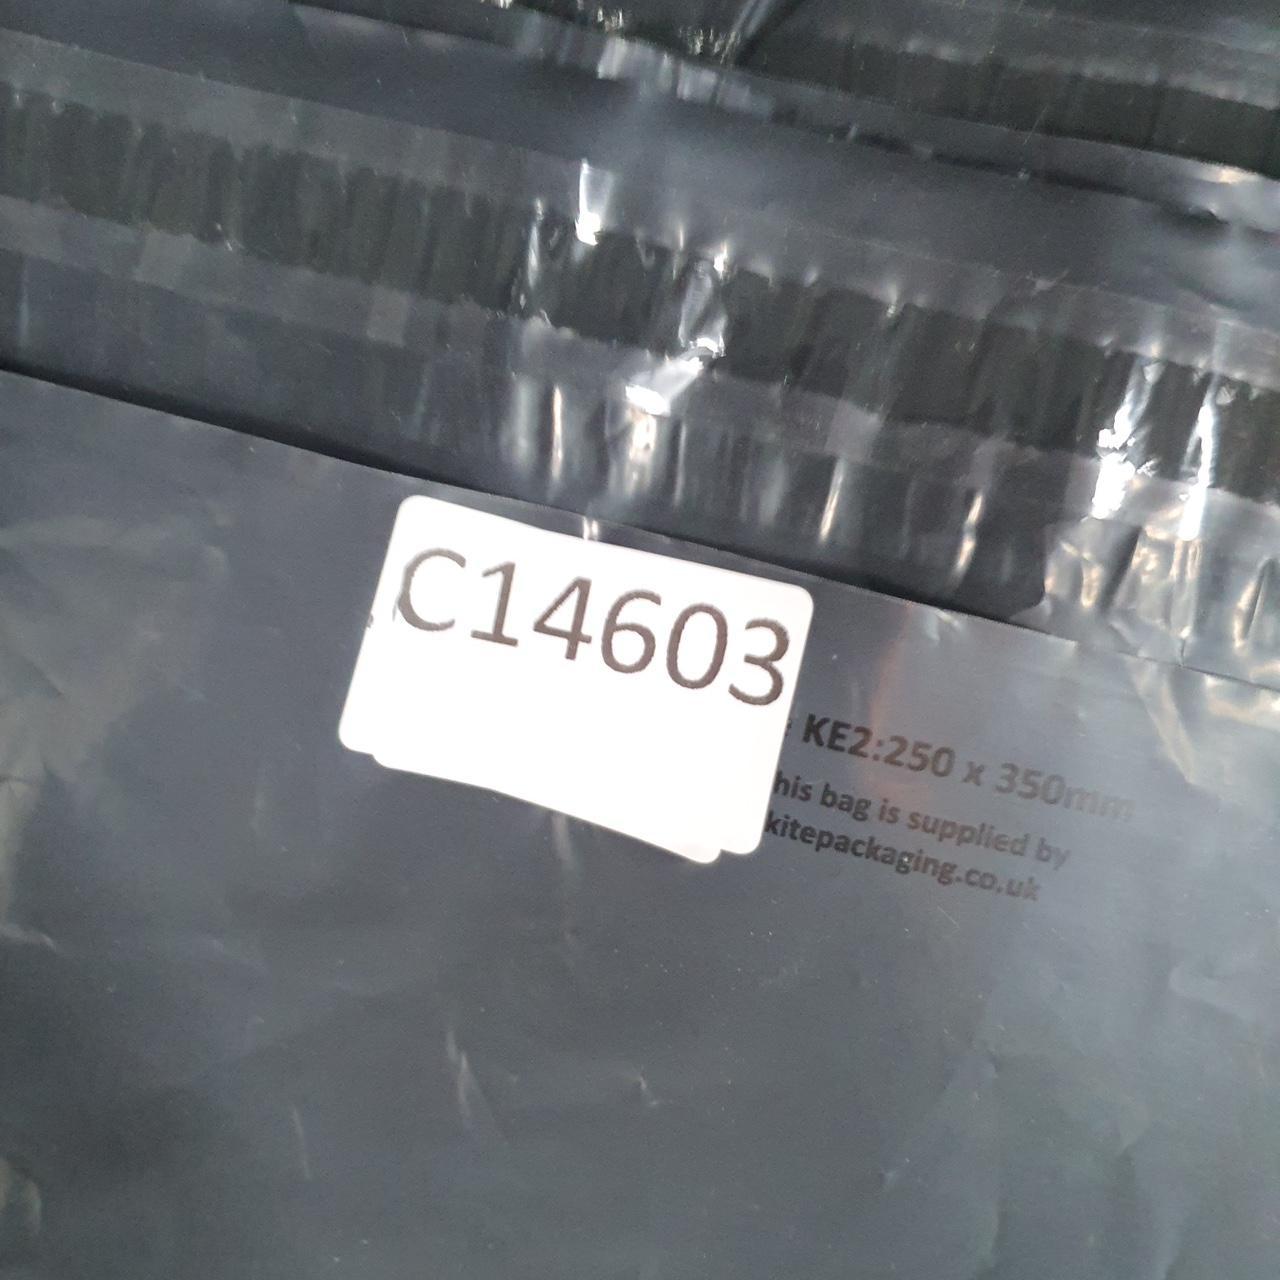 C14603
KE2:250 x 350mm
his bag is supplied by
kitepackaging.co.uk